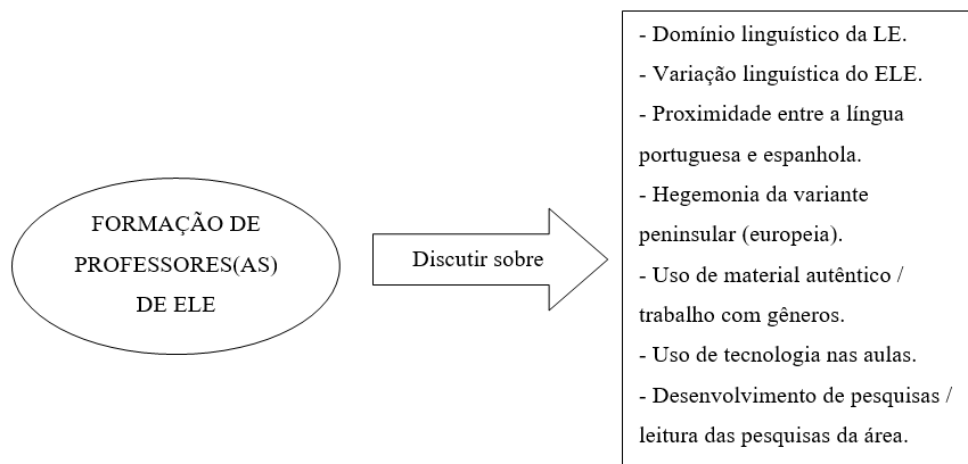 FORMAÇÃO DE
PROFESSORES(AS)
DE ELE
Discutir sobre
- Domínio linguístico da LE.
- Variação linguística do ELE.
- Proximidade entre a língua
portuguesa e espanhola.
- Hegemonia da variante
peninsular (europeia).
- Uso de material autêntico /
trabalho com gêneros.
- Uso de tecnologia nas aulas.
- Desenvolvimento de pesquisas /
leitura das pesquisas da área.